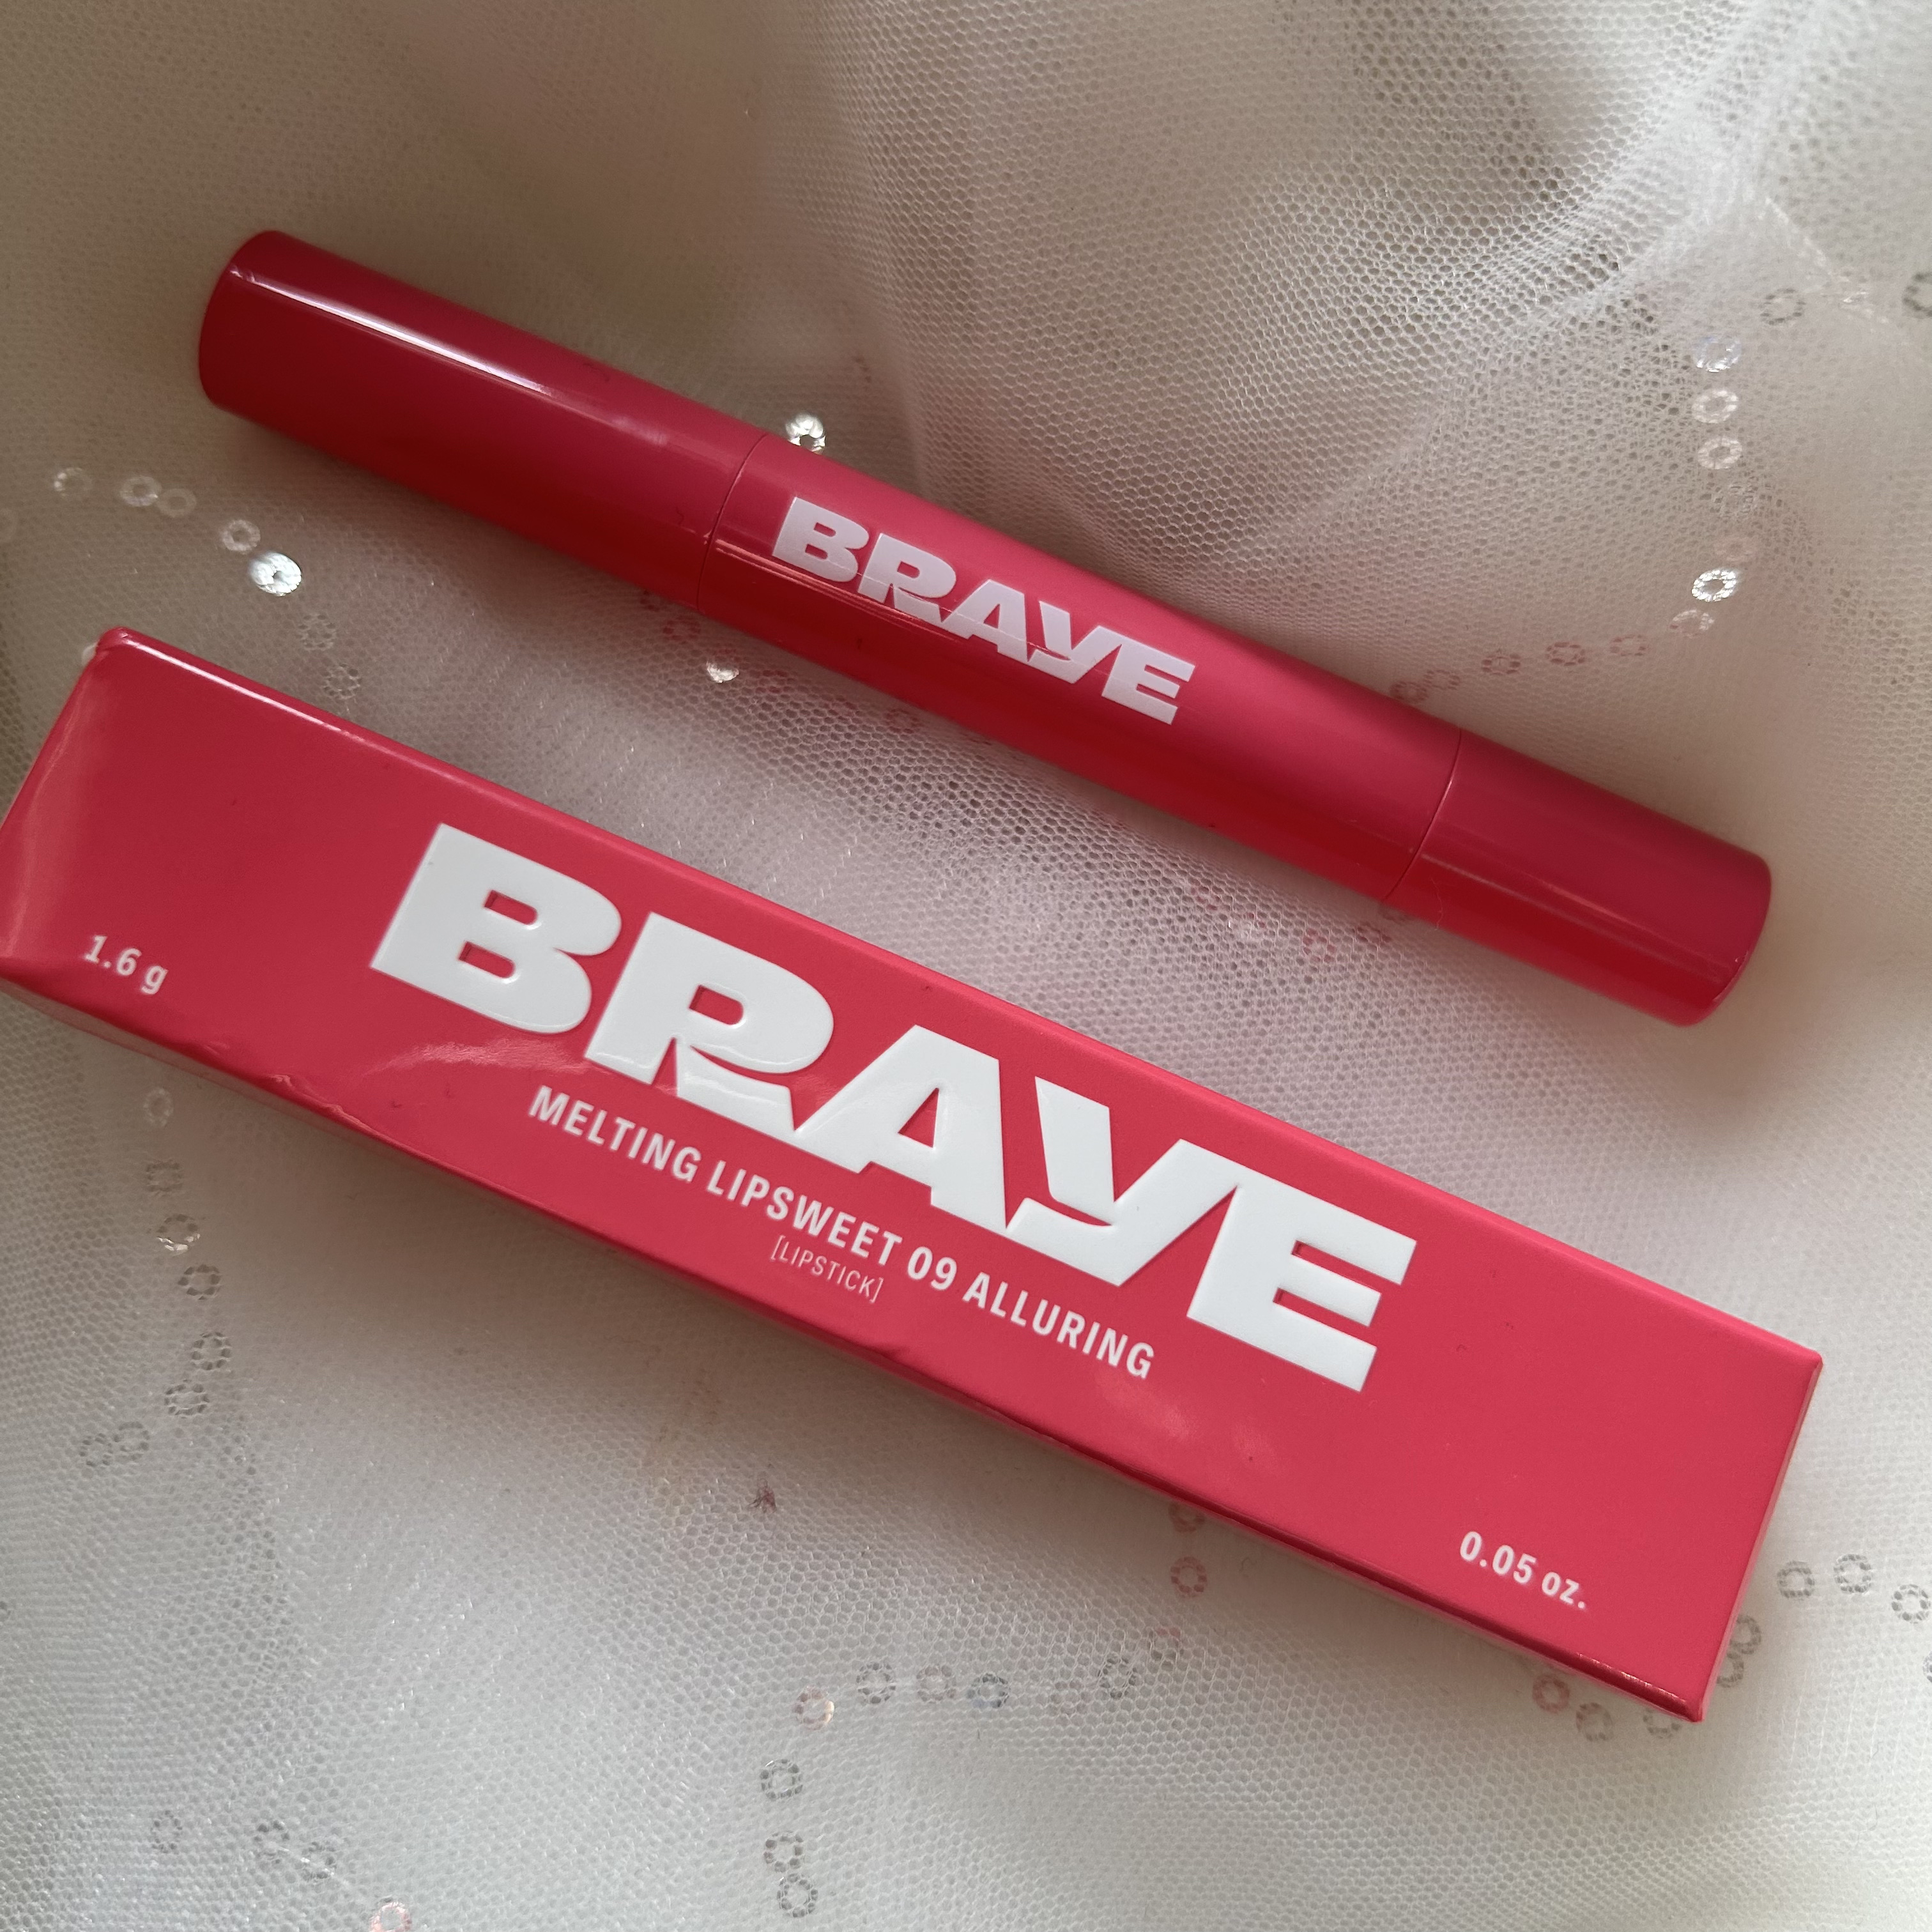 BRAYE
BRAYE
MELTING LIPSWEET 09 ALLURING
[LIPSTICK]
1.6 g
0.05 oz.